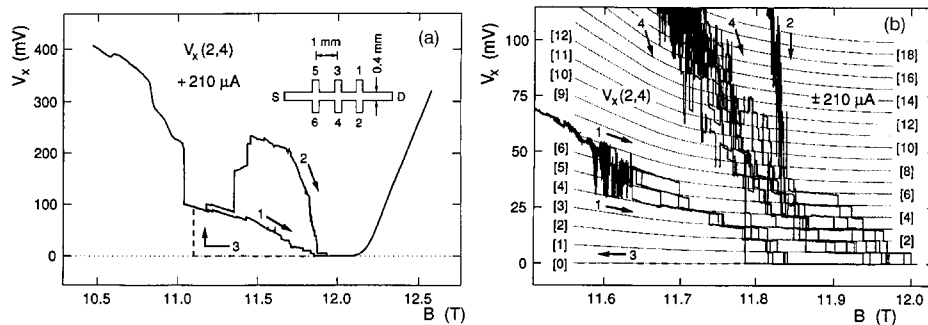 (a)
V_x (mV)
400
300
200
100
0
V_x(2,4)
+210 μA
1 mm
0.4 mm
5 3 1
S D
6 4 2
2
1
3
10.5 11.0 11.5 12.0 12.5
B (T)
(b)
V_x (mV)
100
75
50
25
0
4 4 2
[12]
[11]
[10]
[9]
[6]
[5]
[4]
[3]
[2]
[1]
[0]
V_x(2,4)
±210 μA
[18]
[16]
[14]
[12]
[10]
[8]
[6]
[4]
[2]
1
1
3
11.6 11.7 11.8 11.9 12.0
B (T)